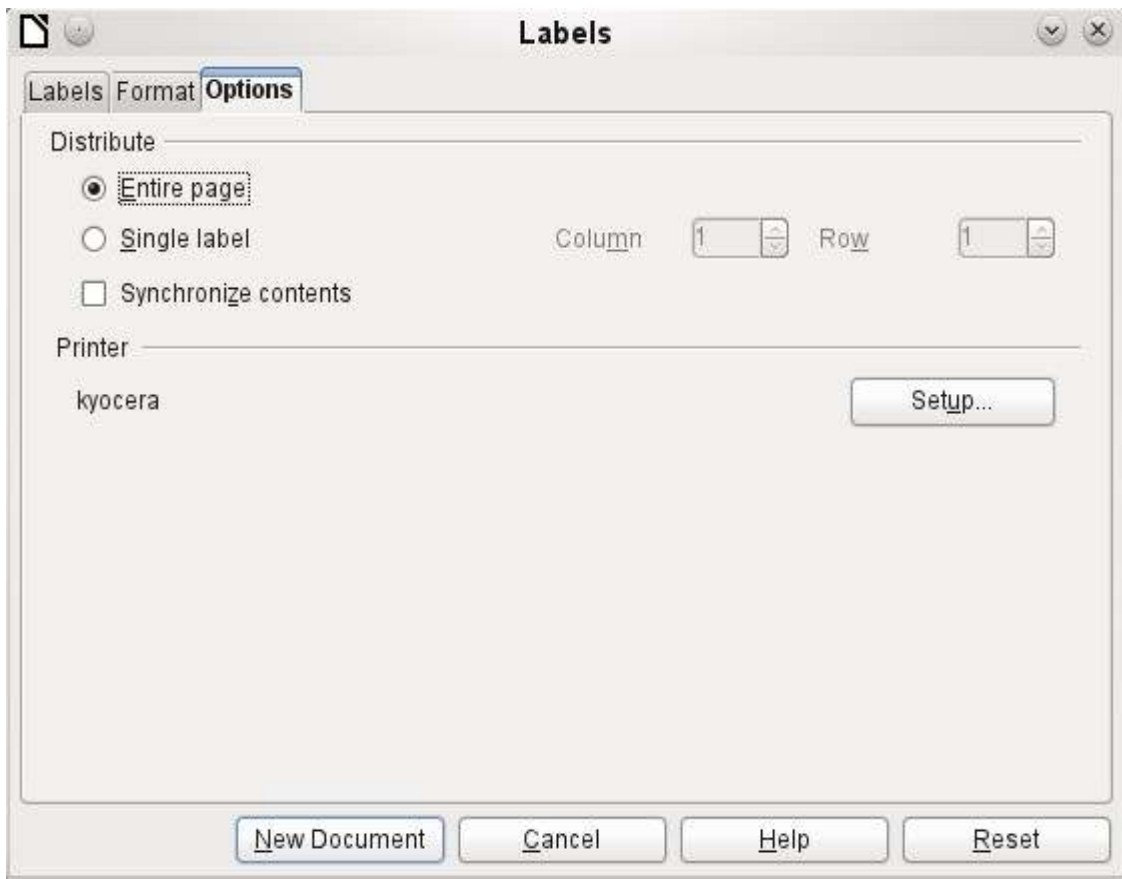 Labels
Labels Format Options
Distribute
Entire page
Single label Column 1 Row 1
Synchronize contents
Printer
kyocera Setup...
New Document Cancel Help Reset